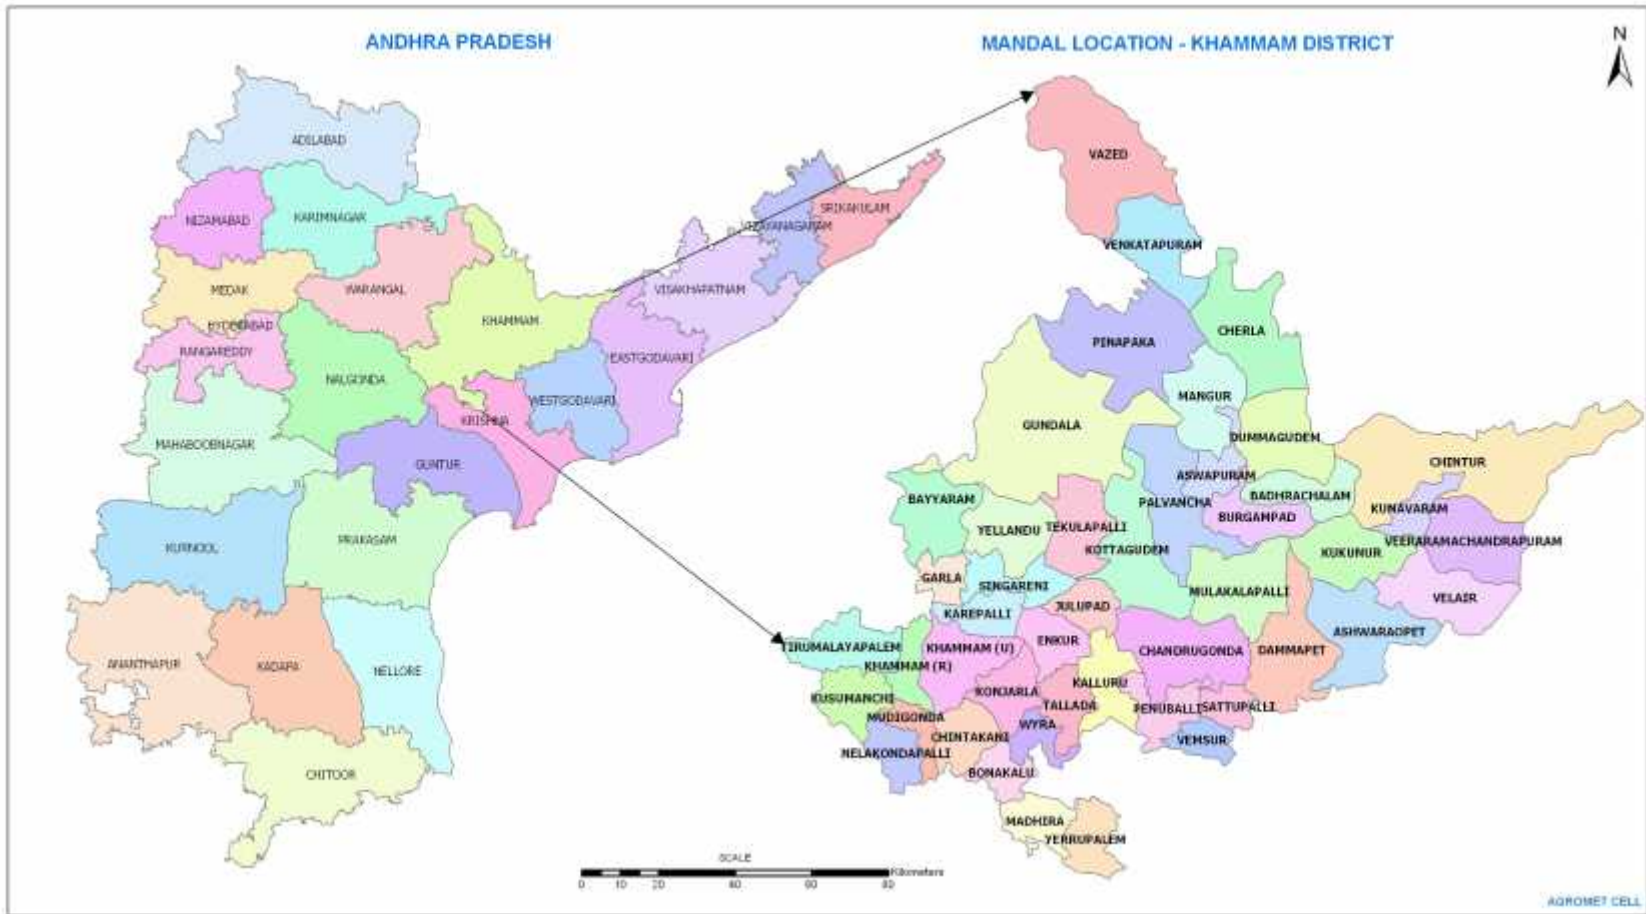 ANDHRA PRADESH
MANDAL LOCATION - KHAMMAM DISTRICT
N
ADILABAD
NIZAMABAD
KARIMNAGAR
MEDAK
WARANGAL
HYDERABAD
RANGAREDDY
KHAMMAM
NALGONDA
MAHABOOBNAGAR
KRISHNA
WESTGODAVARI
EASTGODAVARI
VISAKHAPATNAM
VIZAYANAGARAM
SRIKAKULAM
GUNTUR
KURNOOL
PRAKASAM
ANANTHAPUR
KADAPA
NELLORE
CHITOOR
VAZED
VENKATAPURAM
CHERLA
PINAPAKA
MANGUR
GUNDALA
DUMMAGUDEM
CHINTUR
ASWAPURAM
BADHRACHALAM
BAYYARAM
PALVANCHA
KUNAVARAM
BURGAMPAD
YELLANDU
TEKULAPALLI
KOTTAGUDEM
KUKUNUR
VEERARAMACHANDRAPURAM
GARLA
SINGARENI
MULAKALAPALLI
VELAIR
KAREPALLI
JULUPAD
ASHWARAOPET
TIRUMALAYAPALEM
KHAMMAM (U)
ENKUR
CHANDRUGONDA
DAMMAPET
KHAMMAM (R)
KALLURU
KUSUMANCHI
KONJARLA
TALLADA
PENUBALLI
SATTUPALLI
MUDIGONDA
CHINTAKANI
WYRA
VEMSUR
NELAKONDAPALLI
BONAKALU
MADHIRA
YERRUPALEM
SCALE
Kilometers
0 10 20 40 60 80
AGROMET CELL